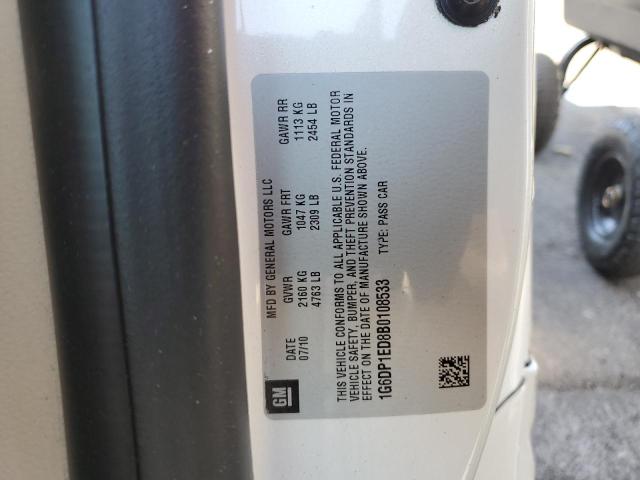 MFD BY GENERAL MOTORS LLC
DATE GVWR GAWR FRT GAWR RR
07/10 2160 KG 1047 KG 1113 KG
4763 LB 2309 LB 2454 LB
GM
THIS VEHICLE CONFORMS TO ALL APPLICABLE U.S. FEDERAL MOTOR
VEHICLE SAFETY, BUMPER, AND THEFT PREVENTION STANDARDS IN
EFFECT ON THE DATE OF MANUFACTURE SHOWN ABOVE.
1G6DP1ED8B0108533 TYPE: PASS CAR